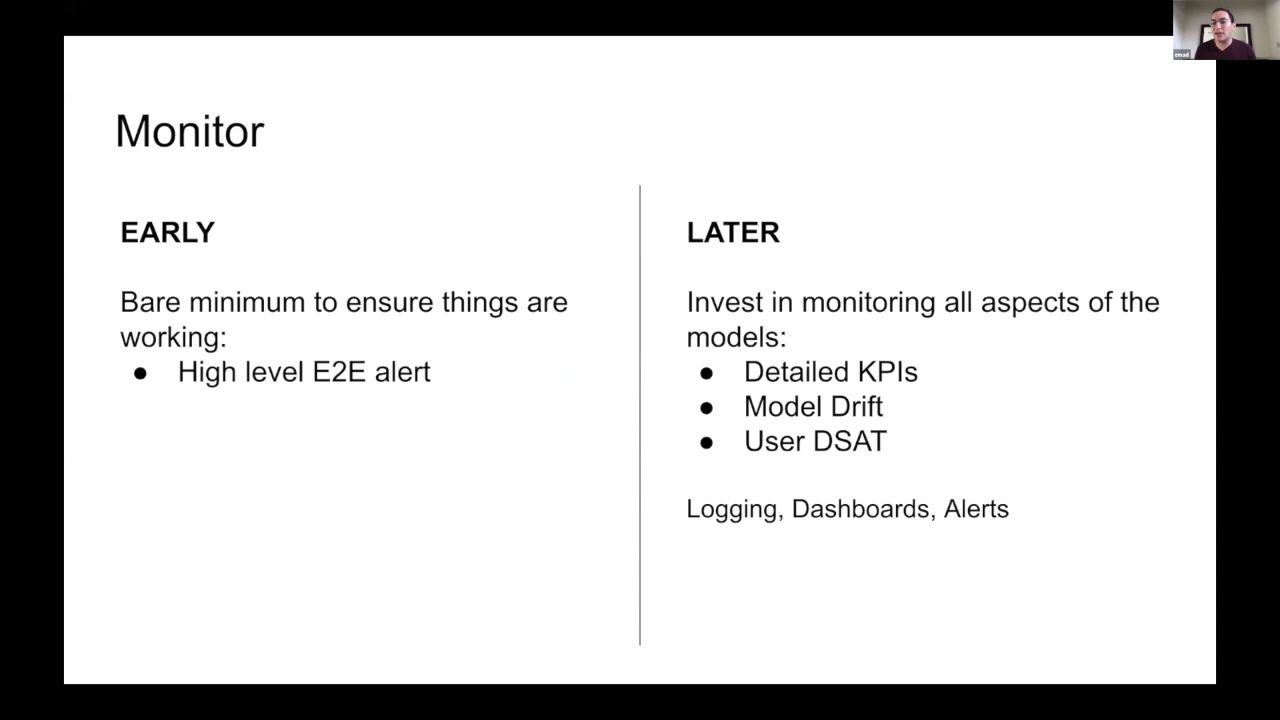 Monitor
EARLY
Bare minimum to ensure things are
working:
● High level E2E alert
LATER
Invest in monitoring all aspects of the
models:
● Detailed KPIs
● Model Drift
● User DSAT
Logging, Dashboards, Alerts
emad